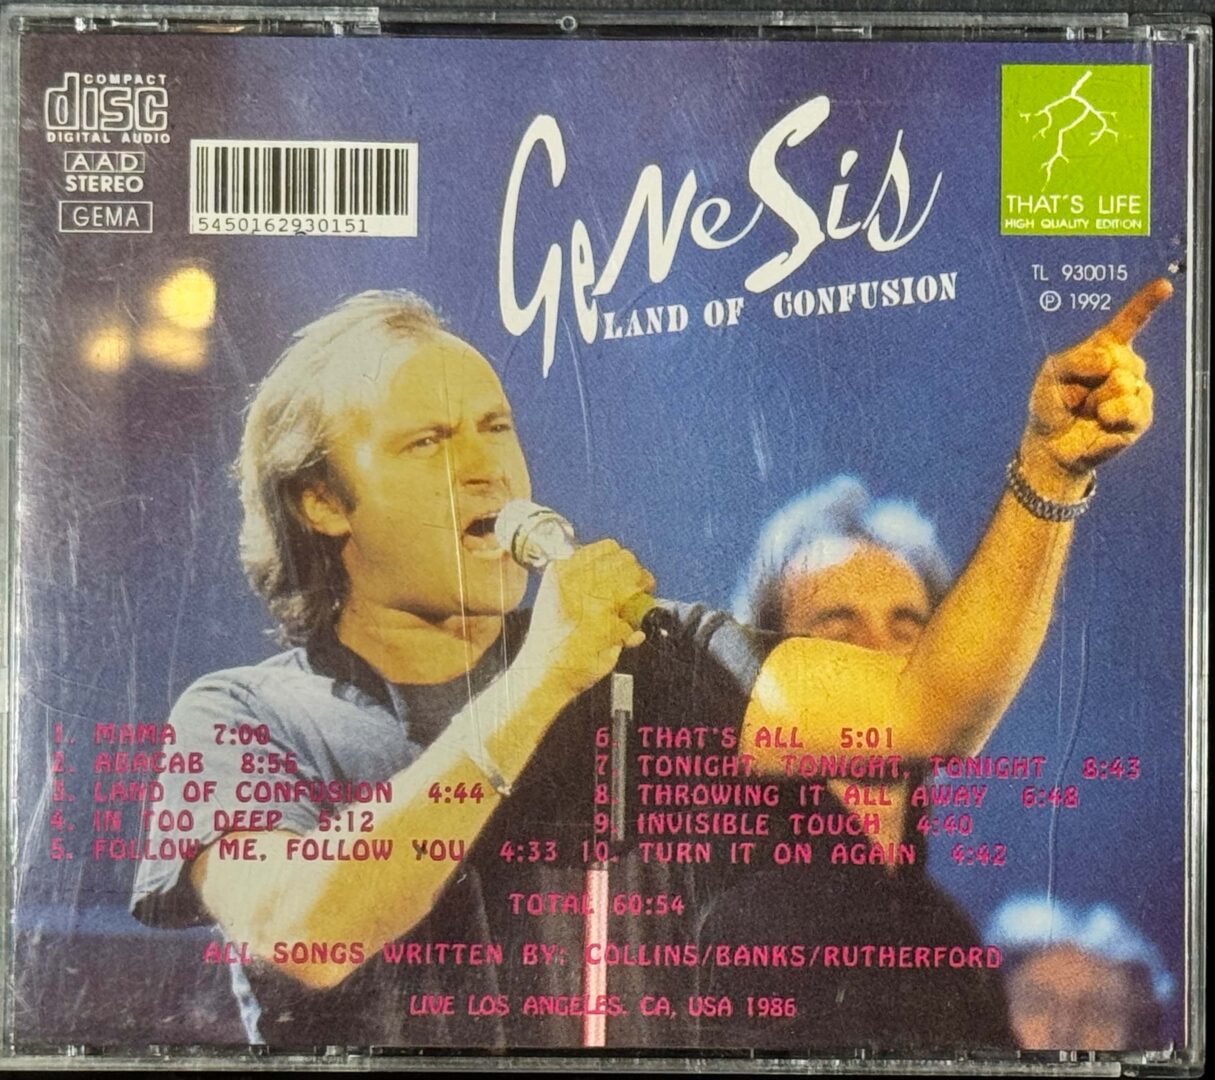 COMPACT
disc
DIGITAL AUDIO
AAD
STEREO
GEMA
5450162930151
GeNeSis
LAND OF CONFUSION
THAT'S LIFE
HIGH QUALITY EDITION
TL 930015
℗ 1992
1. MAMA 7:00
2. ABACAB 8:56
3. LAND OF CONFUSION 4:44
4. IN TOO DEEP 5:12
5. FOLLOW ME, FOLLOW YOU 4:33
6. THAT'S ALL 5:01
7. TONIGHT, TONIGHT, TONIGHT 8:43
8. THROWING IT ALL AWAY 6:48
9. INVISIBLE TOUCH 4:40
10. TURN IT ON AGAIN 4:42
TOTAL 60:54
ALL SONGS WRITTEN BY: COLLINS/BANKS/RUTHERFORD
LIVE LOS ANGELES, CA, USA 1986